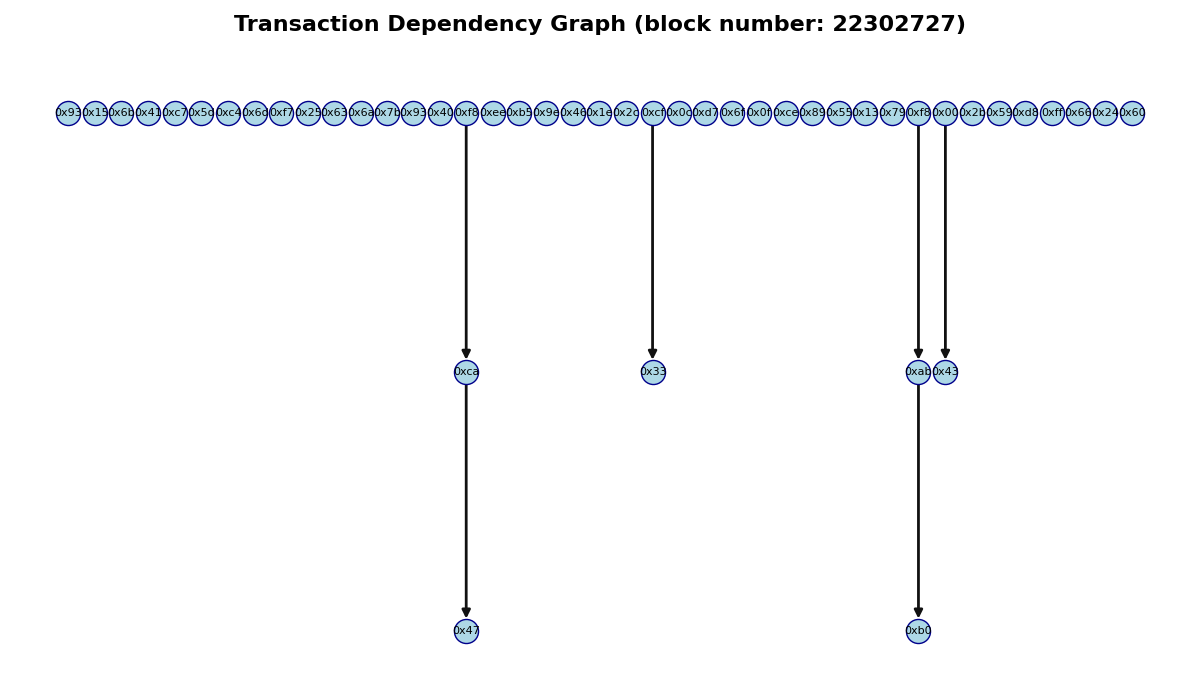 Transaction Dependency Graph (block number: 22302727)
0x93 0x15 0x6b 0x41 0xc7 0x5d 0xc4 0x6d 0xf7 0x25 0x63 0x6a 0x7b 0x93 0x40 0xf8 0xee 0xb5 0x9e 0x46 0x1e 0x2c 0xcf 0x0c 0xd7 0x6f 0x0f 0xce 0x89 0x55 0x13 0x79 0xf8 0x00 0x2b 0x59 0xd8 0xff 0x66 0x24 0x60
0xca 0x33 0xab 0x43
0x47 0xb0